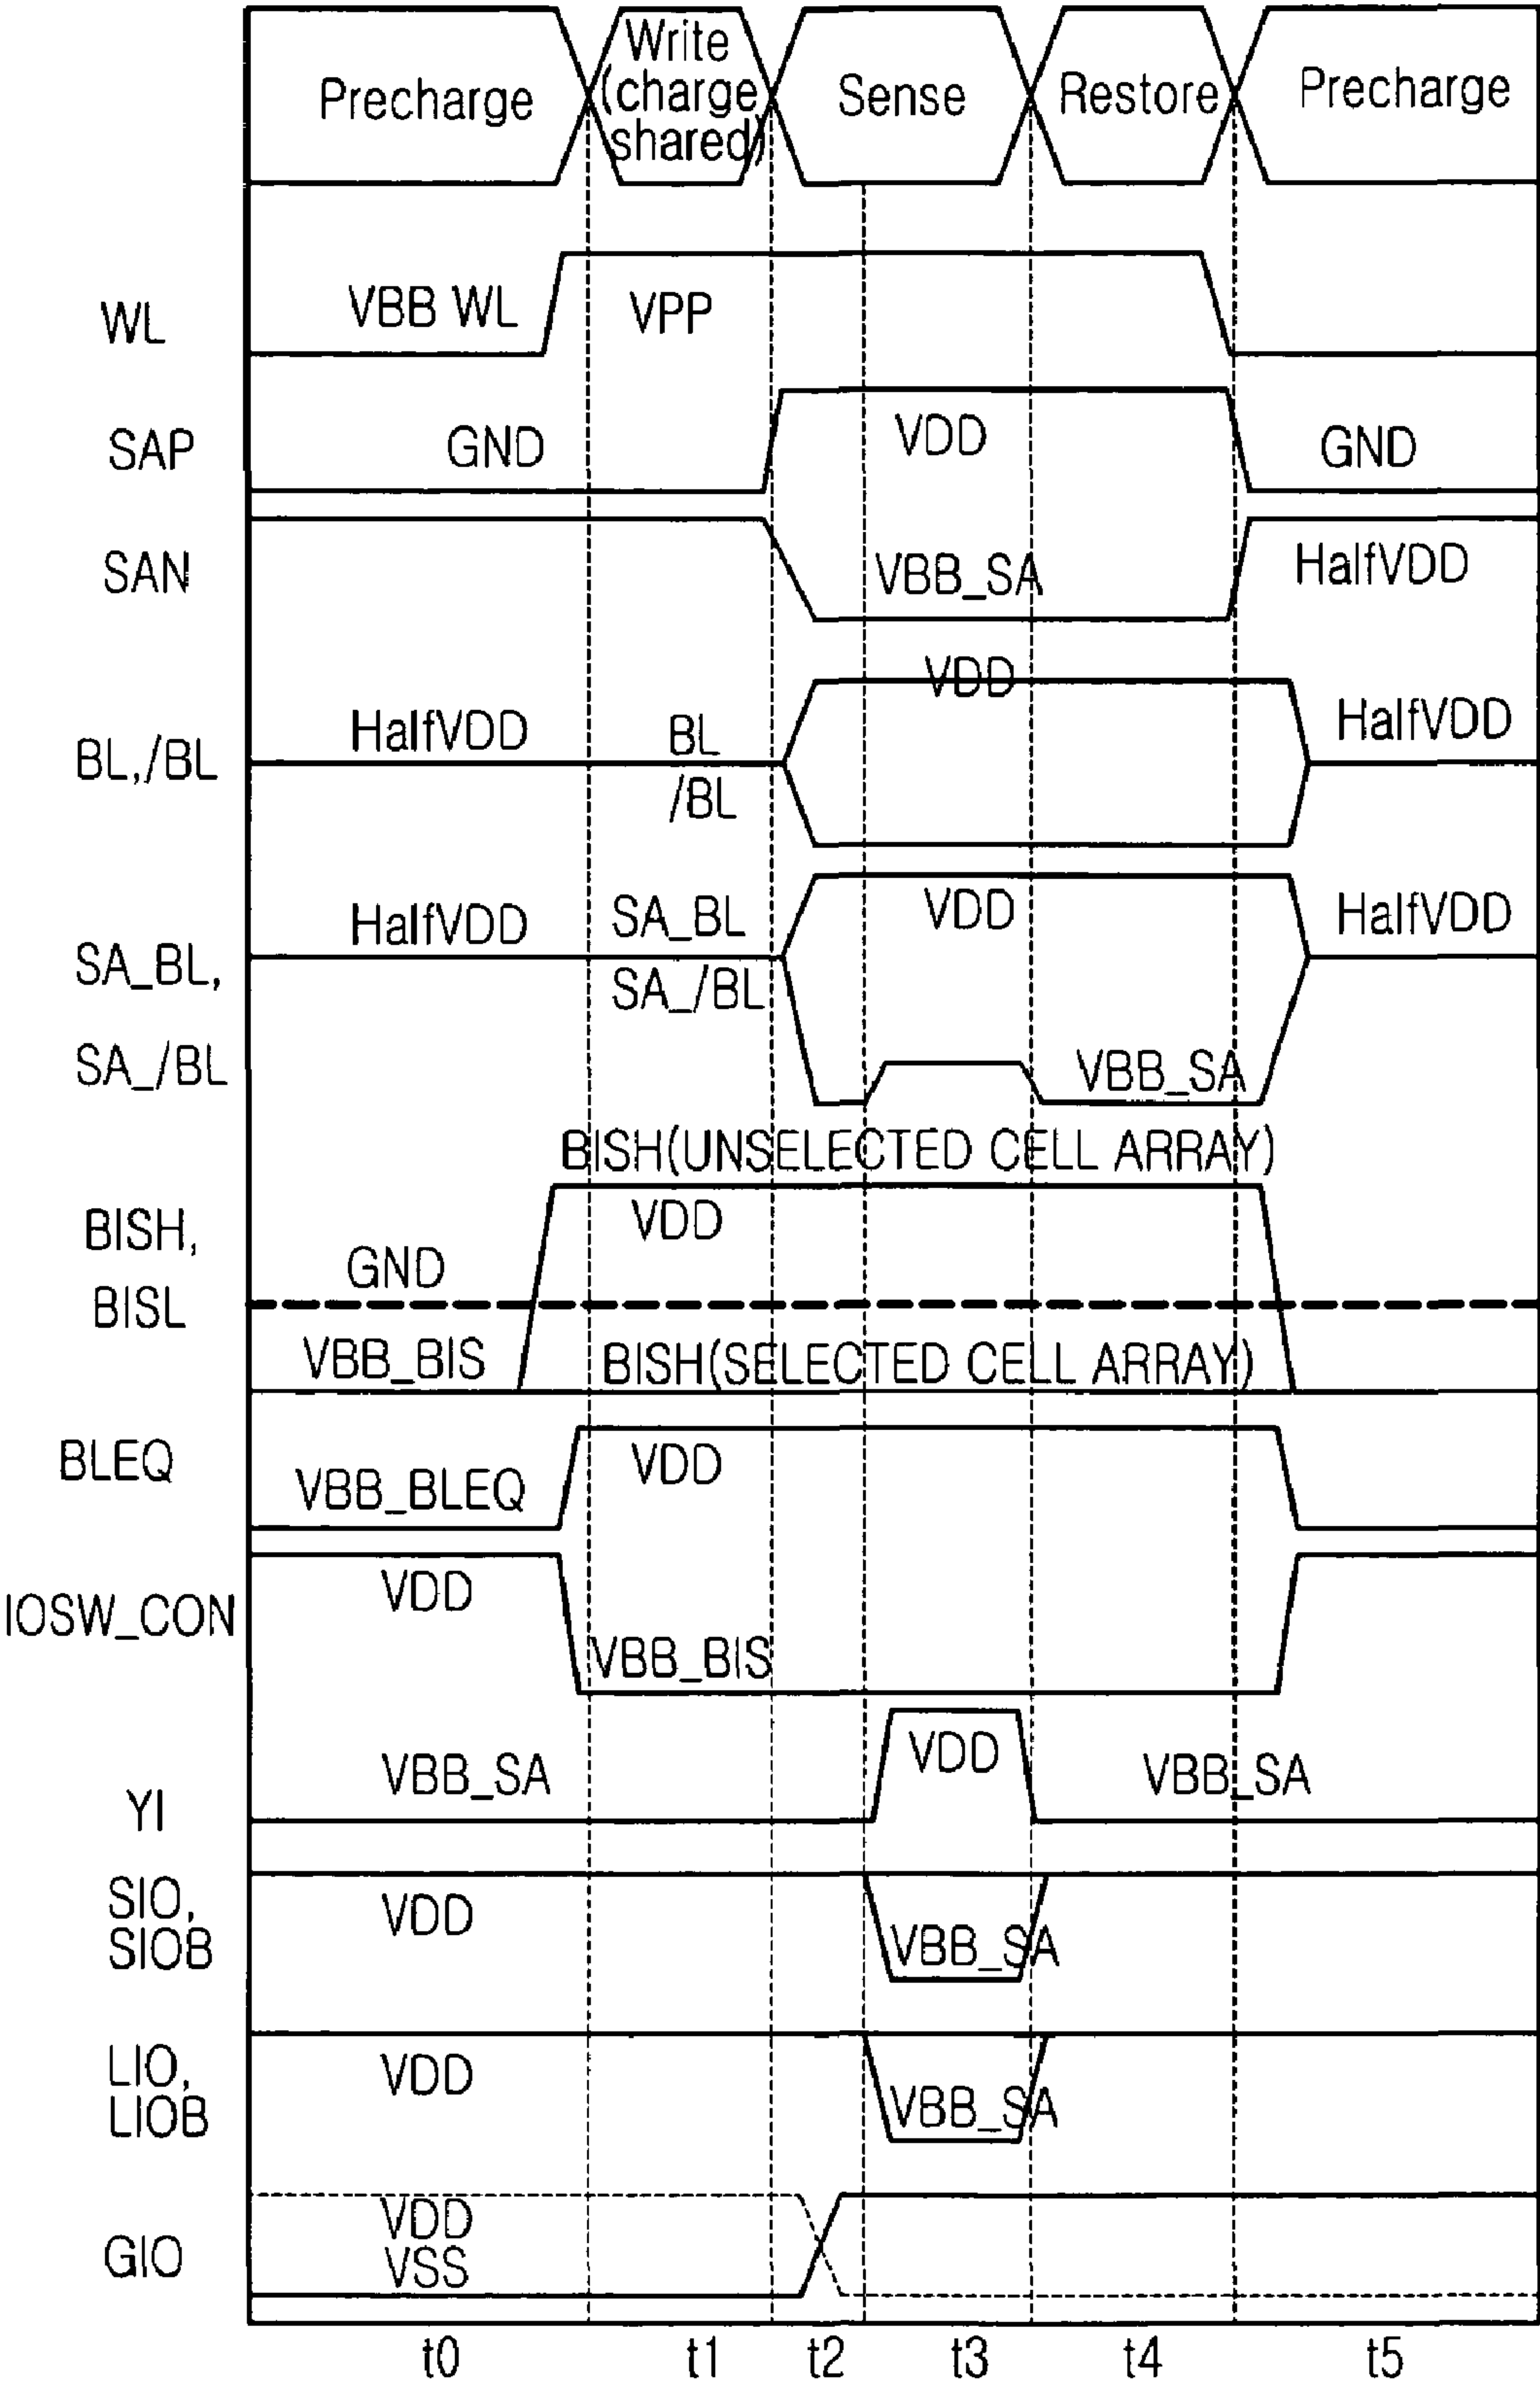 Precharge
Write
(charge
shared)
Sense
Restore
Precharge
WL
VBB WL
VPP
SAP
GND
VDD
GND
SAN
VBB_SA
HalfVDD
BL,/BL
HalfVDD
BL
/BL
VDD
HalfVDD
SA_BL,
SA_/BL
HalfVDD
SA_BL
SA_/BL
VDD
VBB_SA
HalfVDD
BISH(UNSELECTED CELL ARRAY)
BISH,
BISL
GND
VDD
VBB_BIS
BISH(SELECTED CELL ARRAY)
BLEQ
VBB_BLEQ
VDD
IOSW_CON
VDD
VBB_BIS
YI
VBB_SA
VDD
VBB_SA
SIO,
SIOB
VDD
VBB_SA
LIO,
LIOB
VDD
VBB_SA
GIO
VDD
VSS
t0
t1
t2
t3
t4
t5